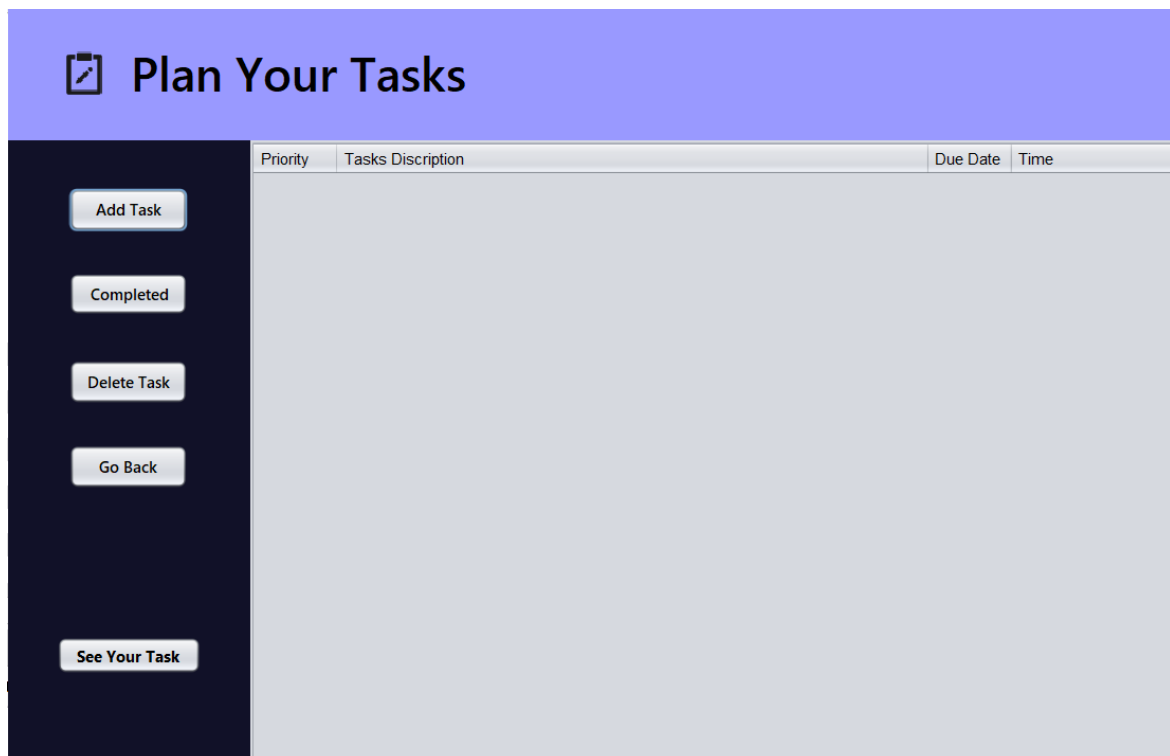 Plan Your Tasks
Priority Tasks Discription Due Date Time
Add Task
Completed
Delete Task
Go Back
See Your Task